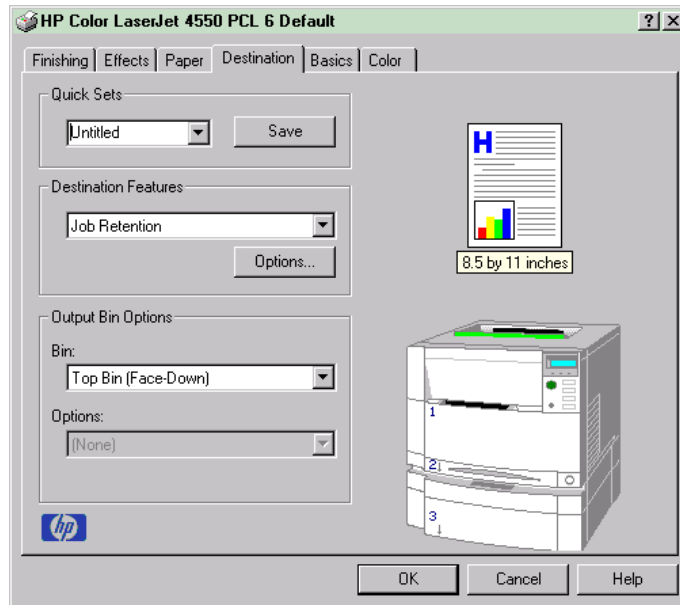 HP Color LaserJet 4550 PCL 6 Default
Finishing Effects Paper Destination Basics Color
Quick Sets
Untitled
Save
Destination Features
Job Retention
Options...
Output Bin Options
Bin:
Top Bin (Face-Down)
Options:
(None)
hp
H
8.5 by 11 inches
1
2
3
OK Cancel Help